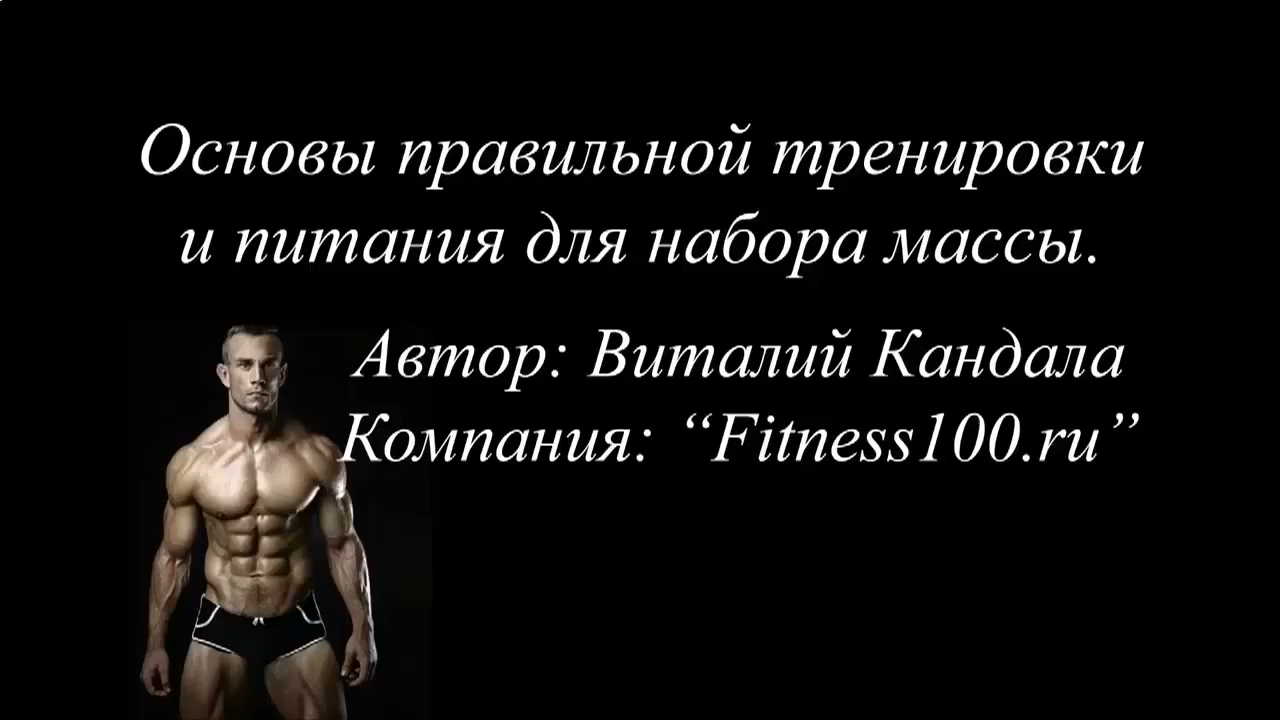 Основы правильной тренировки
и питания для набора массы.
Автор: Виталий Кандала
Компания: “Fitness100.ru”